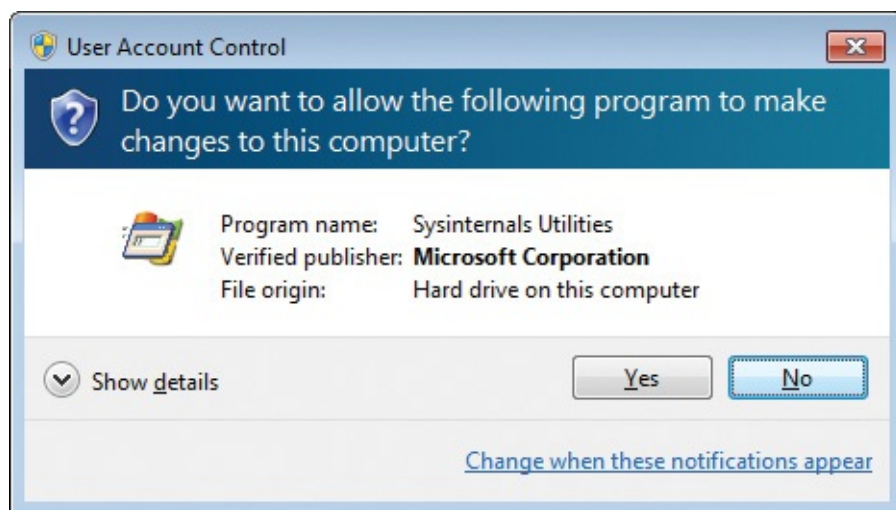 User Account Control
Do you want to allow the following program to make
changes to this computer?
Program name: Sysinternals Utilities
Verified publisher: Microsoft Corporation
File origin: Hard drive on this computer
Show details
Yes
No
Change when these notifications appear